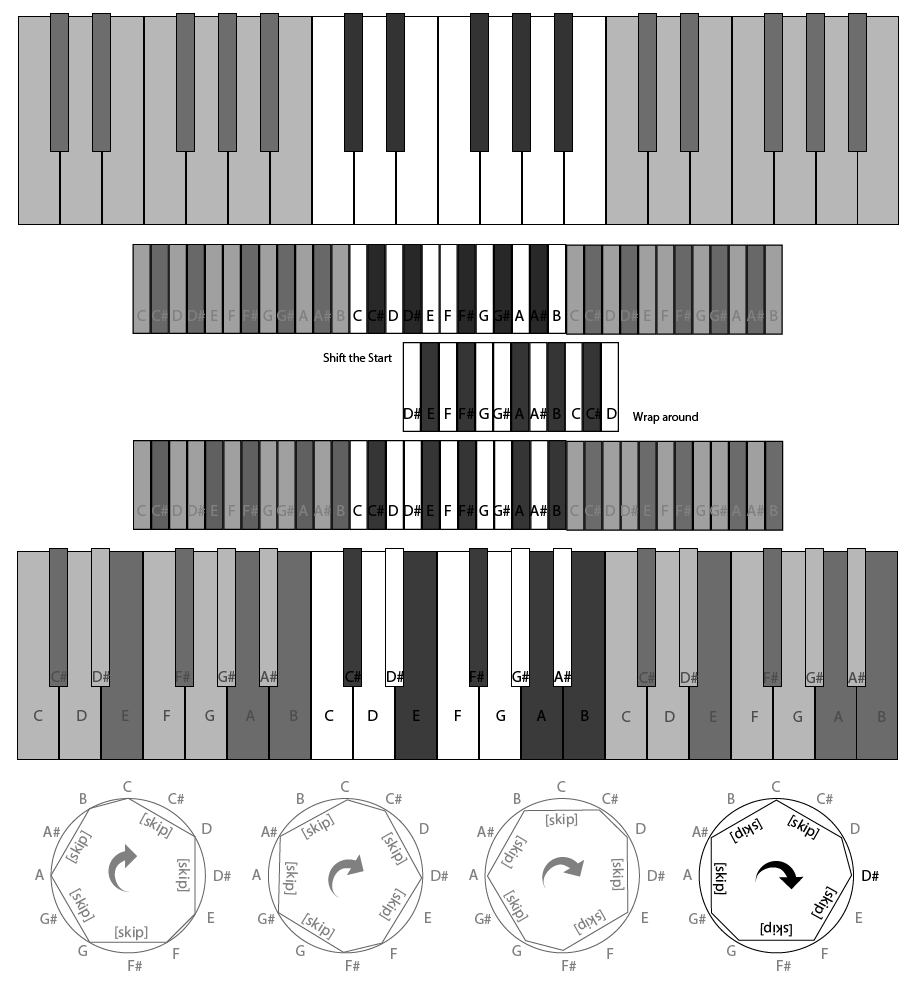 C C# D D# E F F# G G# A A# B C C# D D# E F F# G G# A A# B C C# D D# E F F# G G# A A# B
Shift the Start
D# E F F# G G# A A# B C C# D
Wrap around
C C# D D# E F F# G G# A A# B C C# D D# E F F# G G# A A# B C C# D D# E F F# G G# A A# B
C# D# F# G# A# C# D# F# G# A# C# D# F# G# A#
C D E F G A B C D E F G A B C D E F G A B
C C# D D# E F F# G G# A A# B
[skip] [skip] [skip] [skip] [skip]
C C# D D# E F F# G G# A A# B
[skip] [skip] [skip] [skip] [skip]
C C# D D# E F F# G G# A A# B
[skip] [skip] [skip] [skip] [skip]
C C# D D# E F F# G G# A A# B
[skip] [skip] [skip] [skip] [skip]